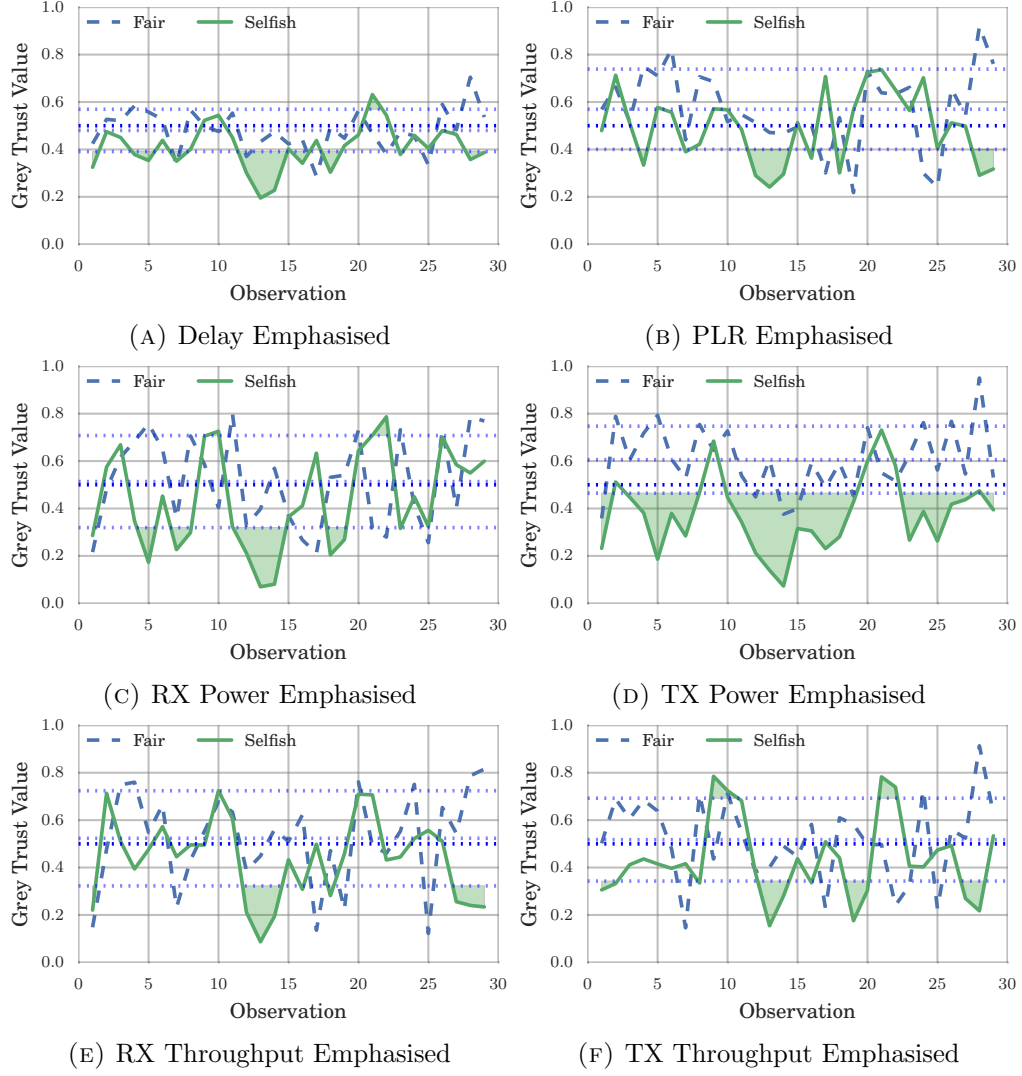 Fair Selfish
Grey Trust Value
1.0
0.8
0.6
0.4
0.2
0.0
0 5 10 15 20 25 30
Observation
(A) Delay Emphasised
Fair Selfish
Grey Trust Value
1.0
0.8
0.6
0.4
0.2
0.0
0 5 10 15 20 25 30
Observation
(B) PLR Emphasised
Fair Selfish
Grey Trust Value
1.0
0.8
0.6
0.4
0.2
0.0
0 5 10 15 20 25 30
Observation
(C) RX Power Emphasised
Fair Selfish
Grey Trust Value
1.0
0.8
0.6
0.4
0.2
0.0
0 5 10 15 20 25 30
Observation
(D) TX Power Emphasised
Fair Selfish
Grey Trust Value
1.0
0.8
0.6
0.4
0.2
0.0
0 5 10 15 20 25 30
Observation
(E) RX Throughput Emphasised
Fair Selfish
Grey Trust Value
1.0
0.8
0.6
0.4
0.2
0.0
0 5 10 15 20 25 30
Observation
(F) TX Throughput Emphasised